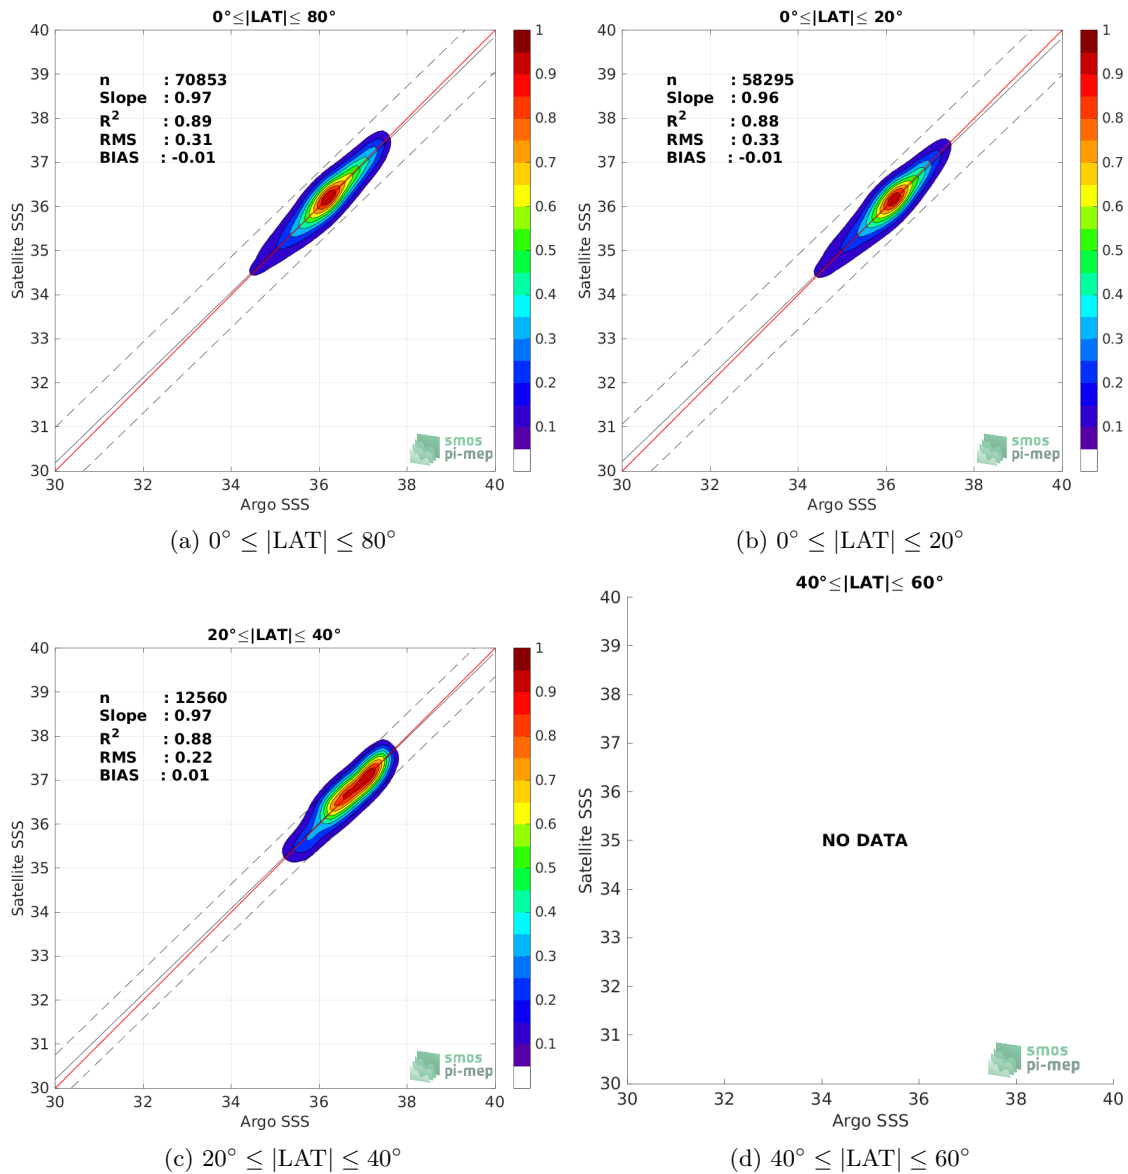 0°≤|LAT|≤ 80°
40
39
38
37
36
35
34
33
32
31
30
Satellite SSS
n : 70853
Slope : 0.97
R² : 0.89
RMS : 0.31
BIAS : -0.01
1
0.9
0.8
0.7
0.6
0.5
0.4
0.3
0.2
0.1
smos
pi-mep
30 32 34 36 38 40
Argo SSS
(a) 0° ≤ |LAT| ≤ 80°
0°≤|LAT|≤ 20°
40
39
38
37
36
35
34
33
32
31
30
Satellite SSS
n : 58295
Slope : 0.96
R² : 0.88
RMS : 0.33
BIAS : -0.01
1
0.9
0.8
0.7
0.6
0.5
0.4
0.3
0.2
0.1
smos
pi-mep
30 32 34 36 38 40
Argo SSS
(b) 0° ≤ |LAT| ≤ 20°
20°≤|LAT|≤ 40°
40
39
38
37
36
35
34
33
32
31
30
Satellite SSS
n : 12560
Slope : 0.97
R² : 0.88
RMS : 0.22
BIAS : 0.01
1
0.9
0.8
0.7
0.6
0.5
0.4
0.3
0.2
0.1
smos
pi-mep
30 32 34 36 38 40
Argo SSS
(c) 20° ≤ |LAT| ≤ 40°
40°≤|LAT|≤ 60°
40
39
38
37
36
35
34
33
32
31
30
Satellite SSS
NO DATA
smos
pi-mep
30 32 34 36 38 40
Argo SSS
(d) 40° ≤ |LAT| ≤ 60°